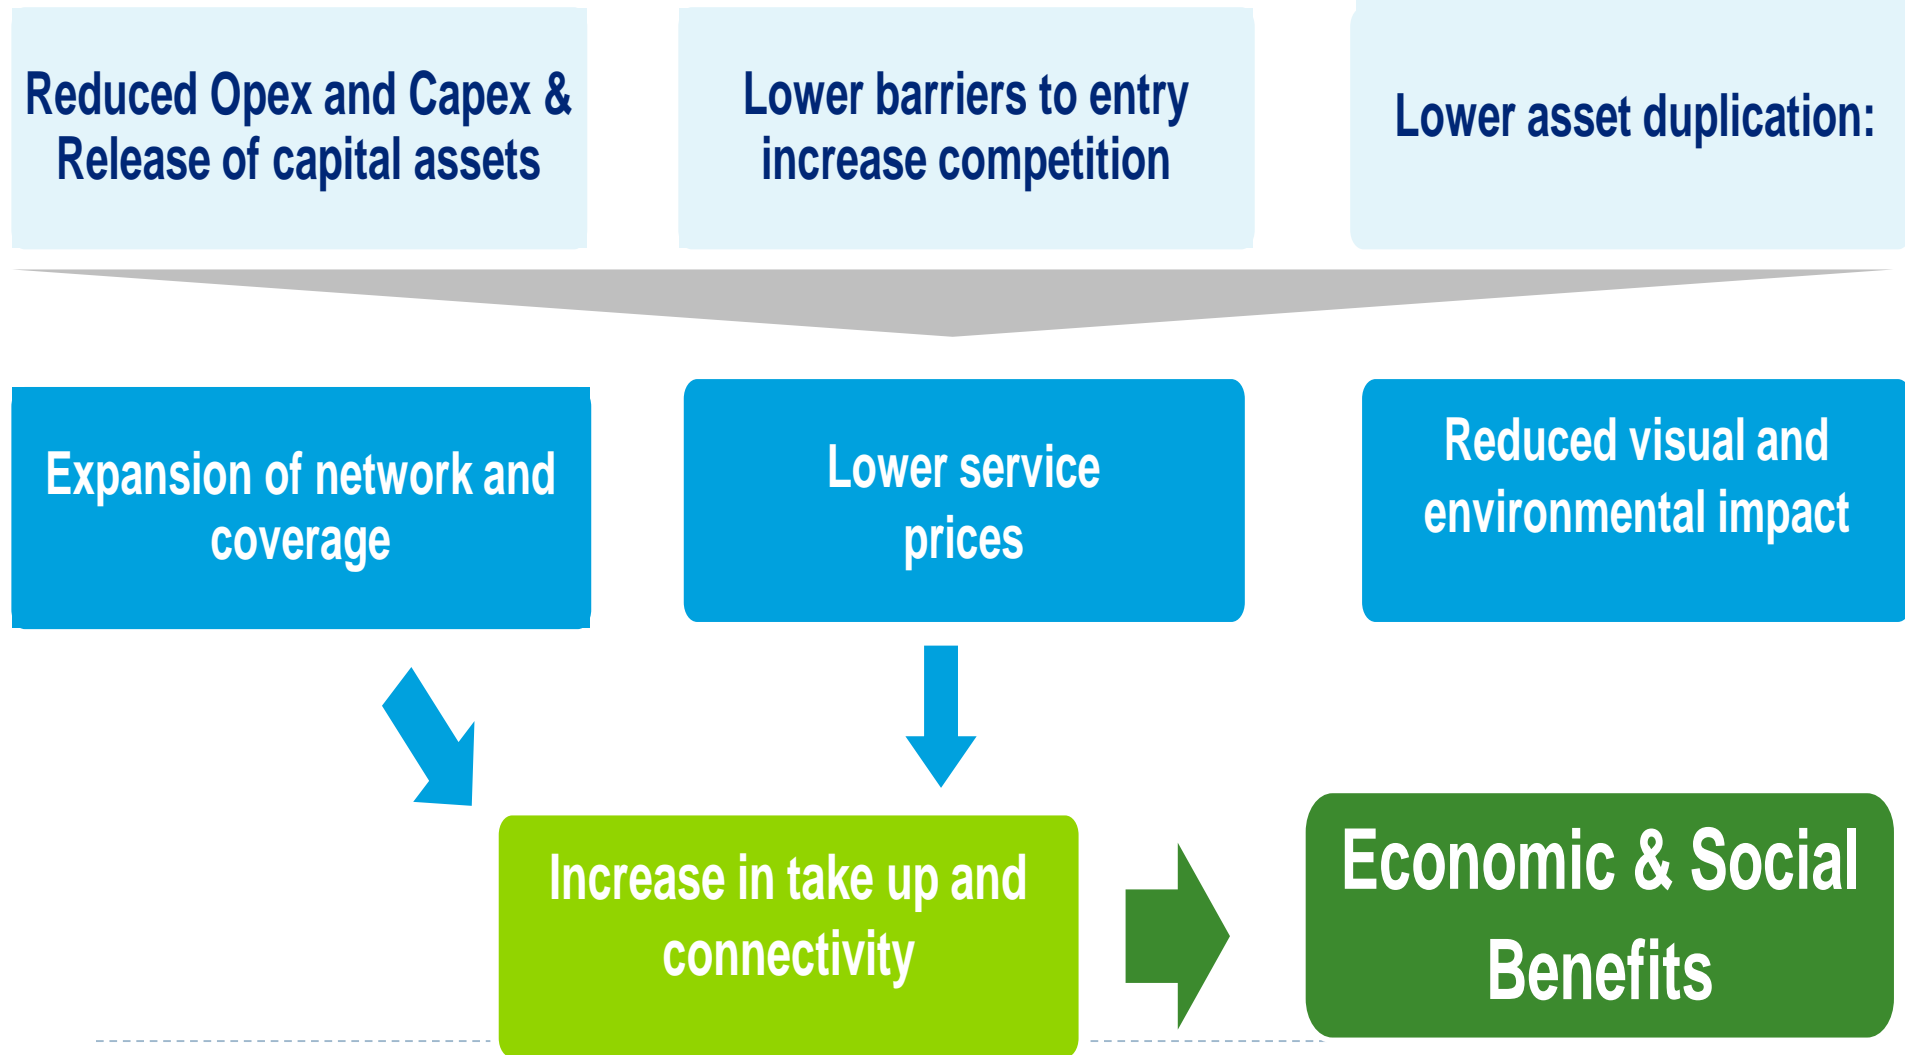 Reduced Opex and Capex &
Release of capital assets
Lower barriers to entry
increase competition
Lower asset duplication:
Expansion of network and
coverage
Lower service
prices
Reduced visual and
environmental impact
Increase in take up and
connectivity
Economic & Social
Benefits